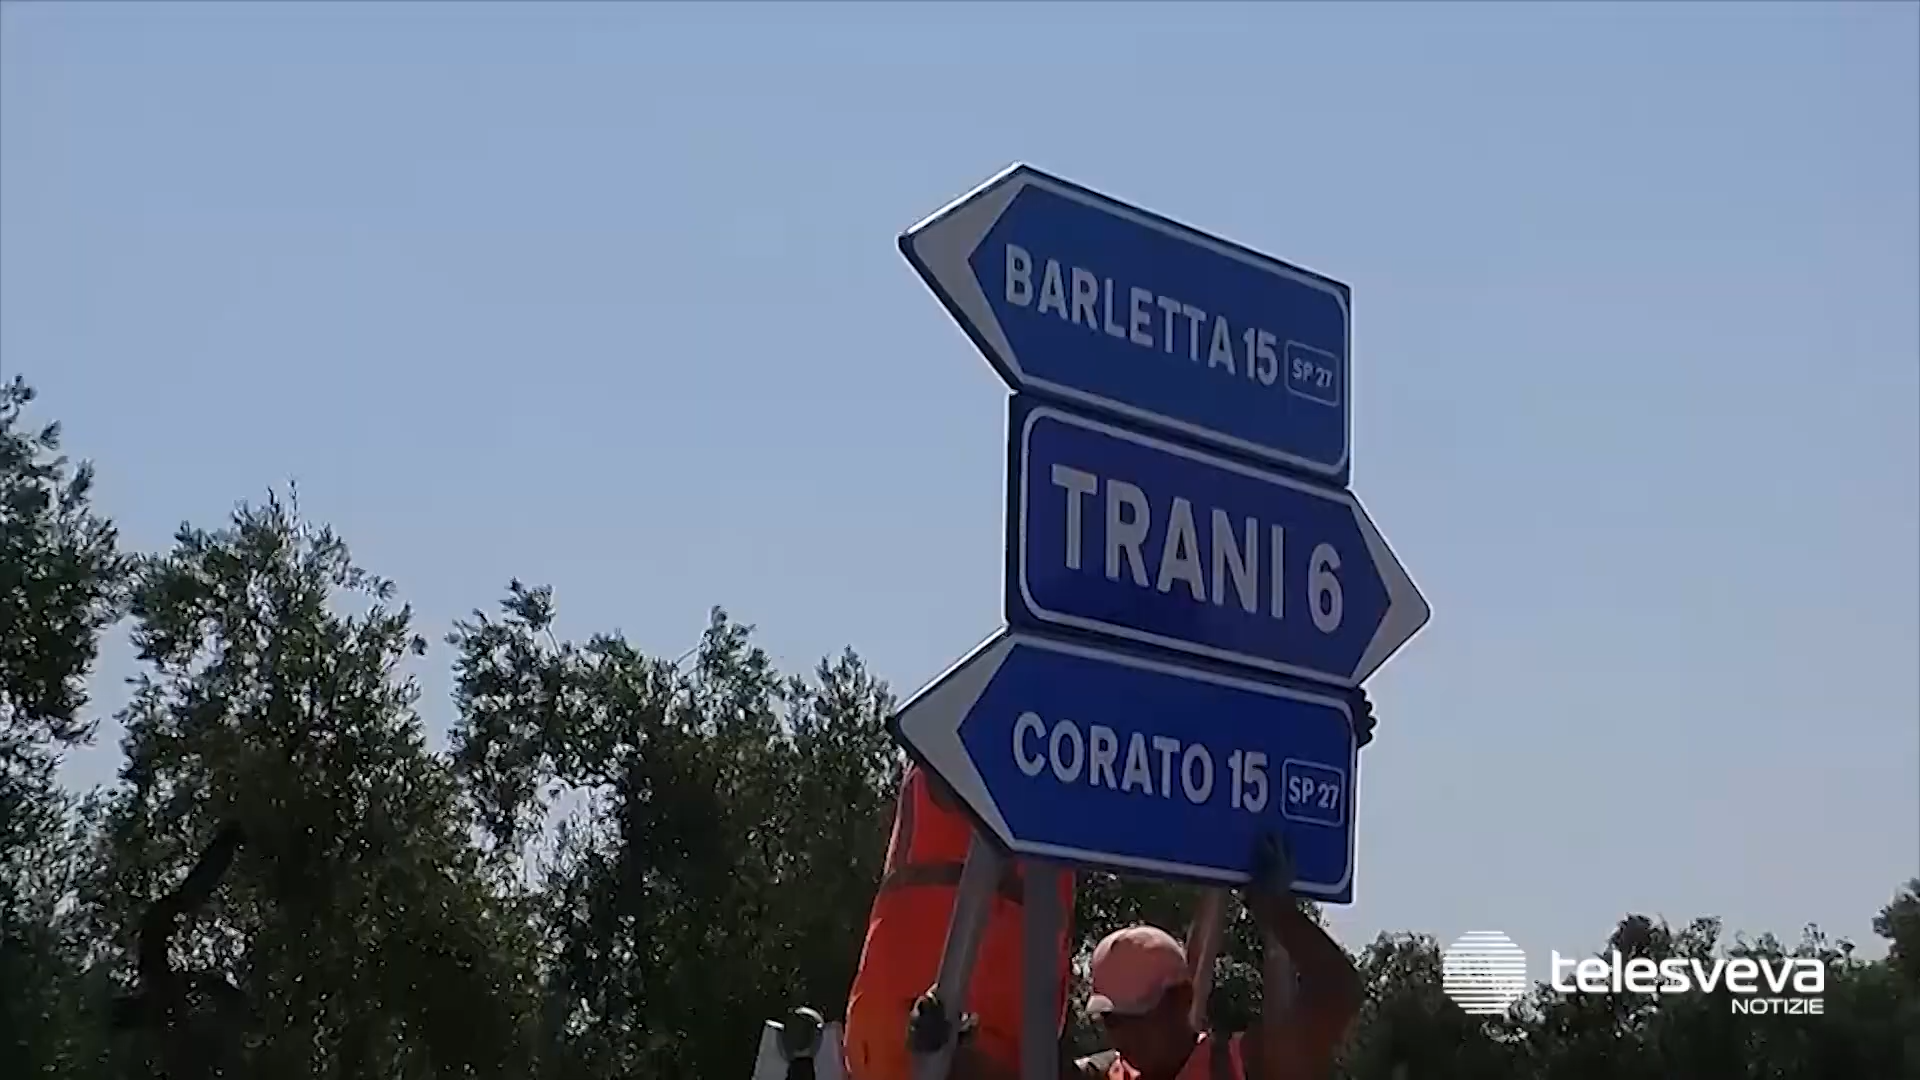 BARLETTA 15 SP 27
TRANI 6
CORATO 15 SP 27
telesveva
NOTIZIE